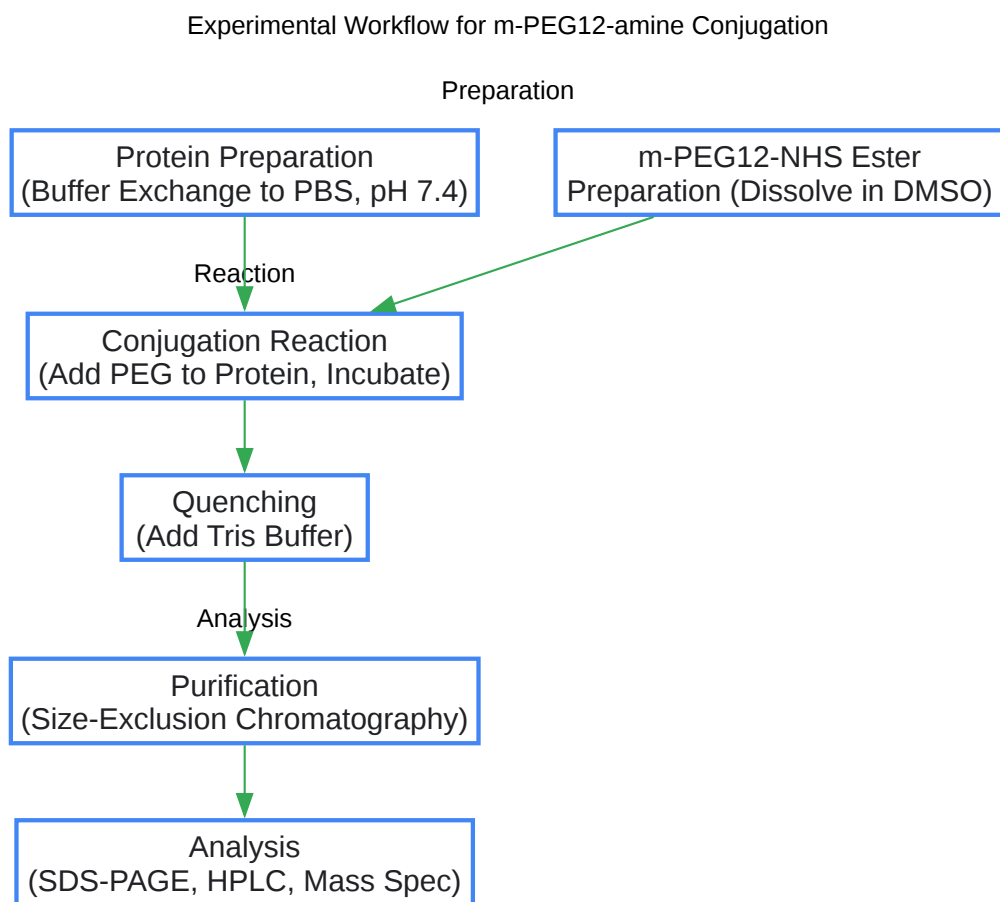 Experimental Workflow for m-PEG12-amine Conjugation
Preparation
Protein Preparation
(Buffer Exchange to PBS, pH 7.4)
m-PEG12-NHS Ester
Preparation (Dissolve in DMSO)
Reaction
Conjugation Reaction
(Add PEG to Protein, Incubate)
Quenching
(Add Tris Buffer)
Analysis
Purification
(Size-Exclusion Chromatography)
Analysis
(SDS-PAGE, HPLC, Mass Spec)